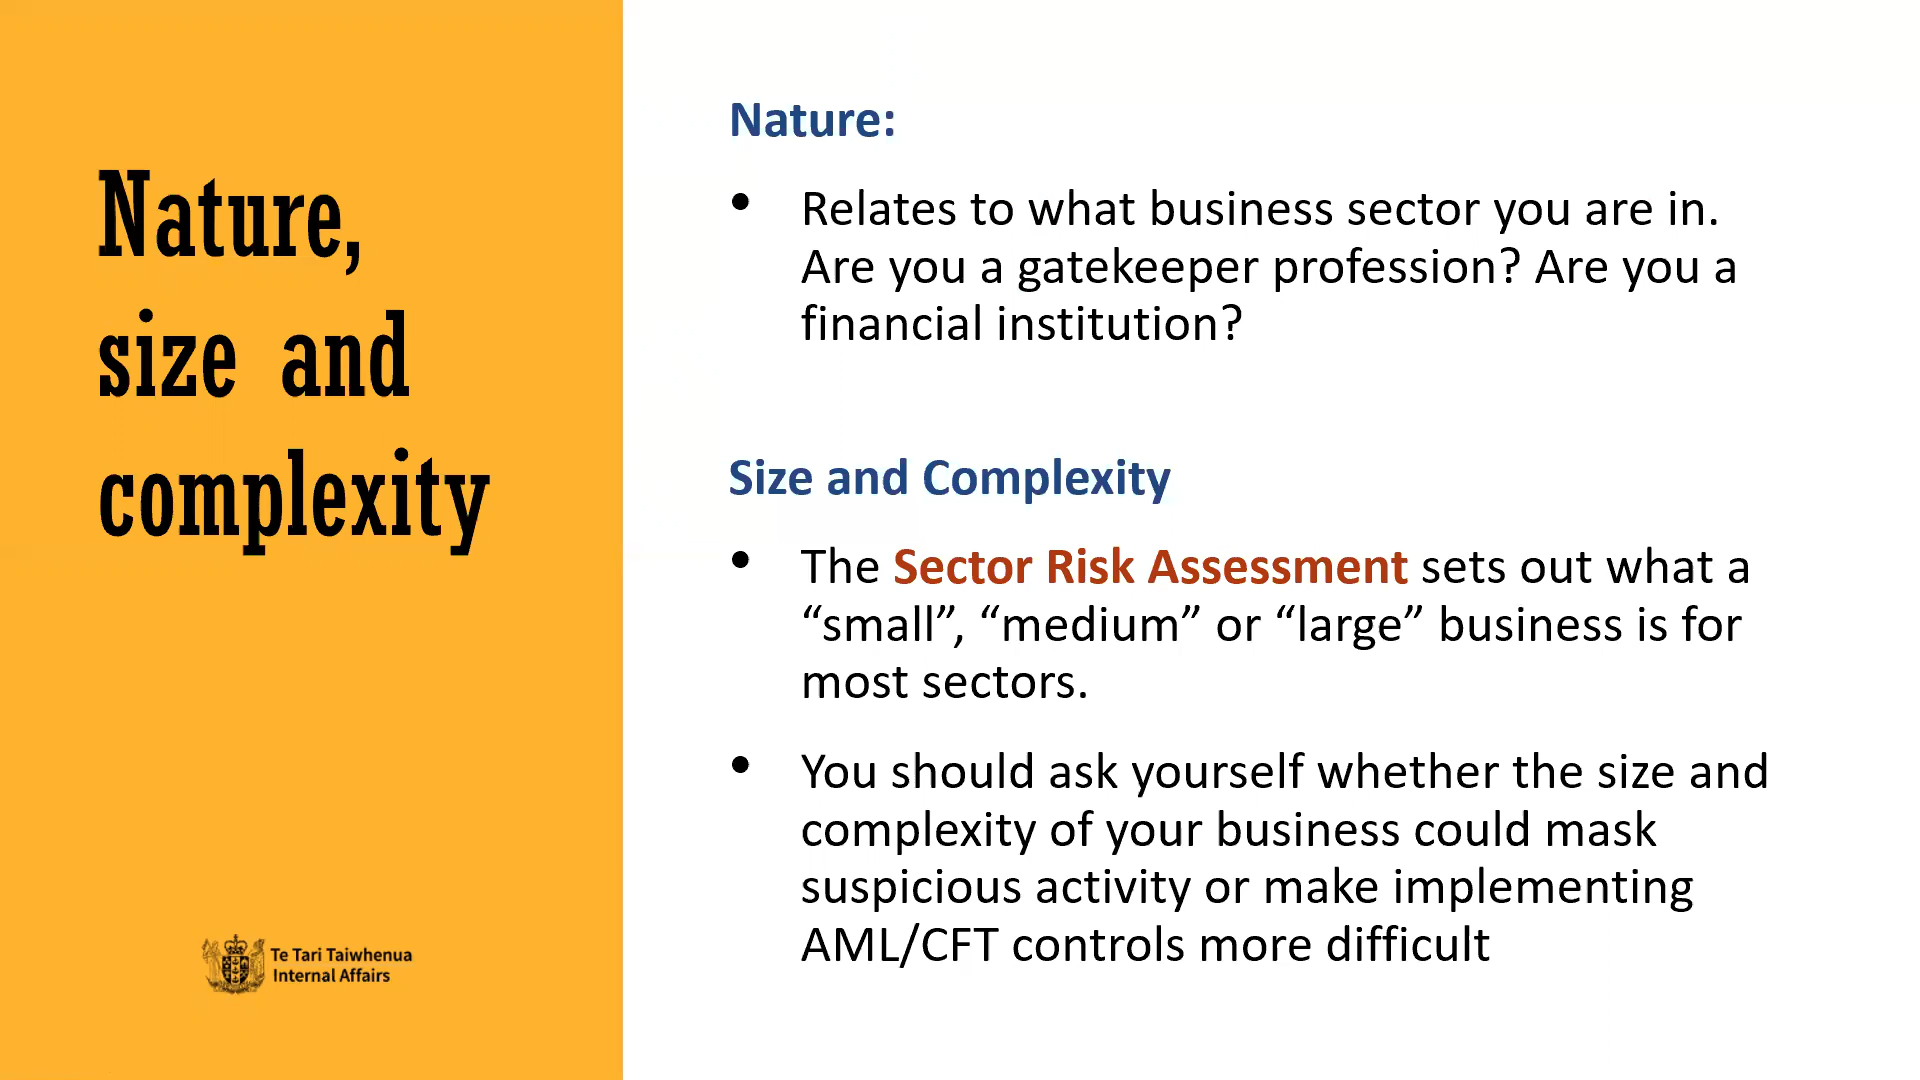 Nature,
size and
complexity
Te Tari Taiwhenua
Internal Affairs
Nature:
• Relates to what business sector you are in.
Are you a gatekeeper profession? Are you a
financial institution?
Size and Complexity
• The Sector Risk Assessment sets out what a
“small”, “medium” or “large” business is for
most sectors.
• You should ask yourself whether the size and
complexity of your business could mask
suspicious activity or make implementing
AML/CFT controls more difficult